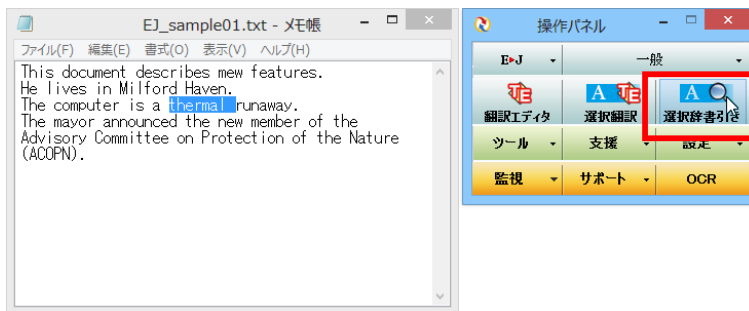 EJ_sample01.txt - メモ帳
ファイル(F) 編集(E) 書式(O) 表示(V) ヘルプ(H)
This document describes mew features.
He lives in Milford Haven.
The computer is a thermal runaway.
The mayor announced the new member of the
Advisory Committee on Protection of the Nature
(ACOPN).
操作パネル
E▶J 一般
翻訳エディタ 選択翻訳 選択辞書引き
ツール 支援 設定
監視 サポート OCR